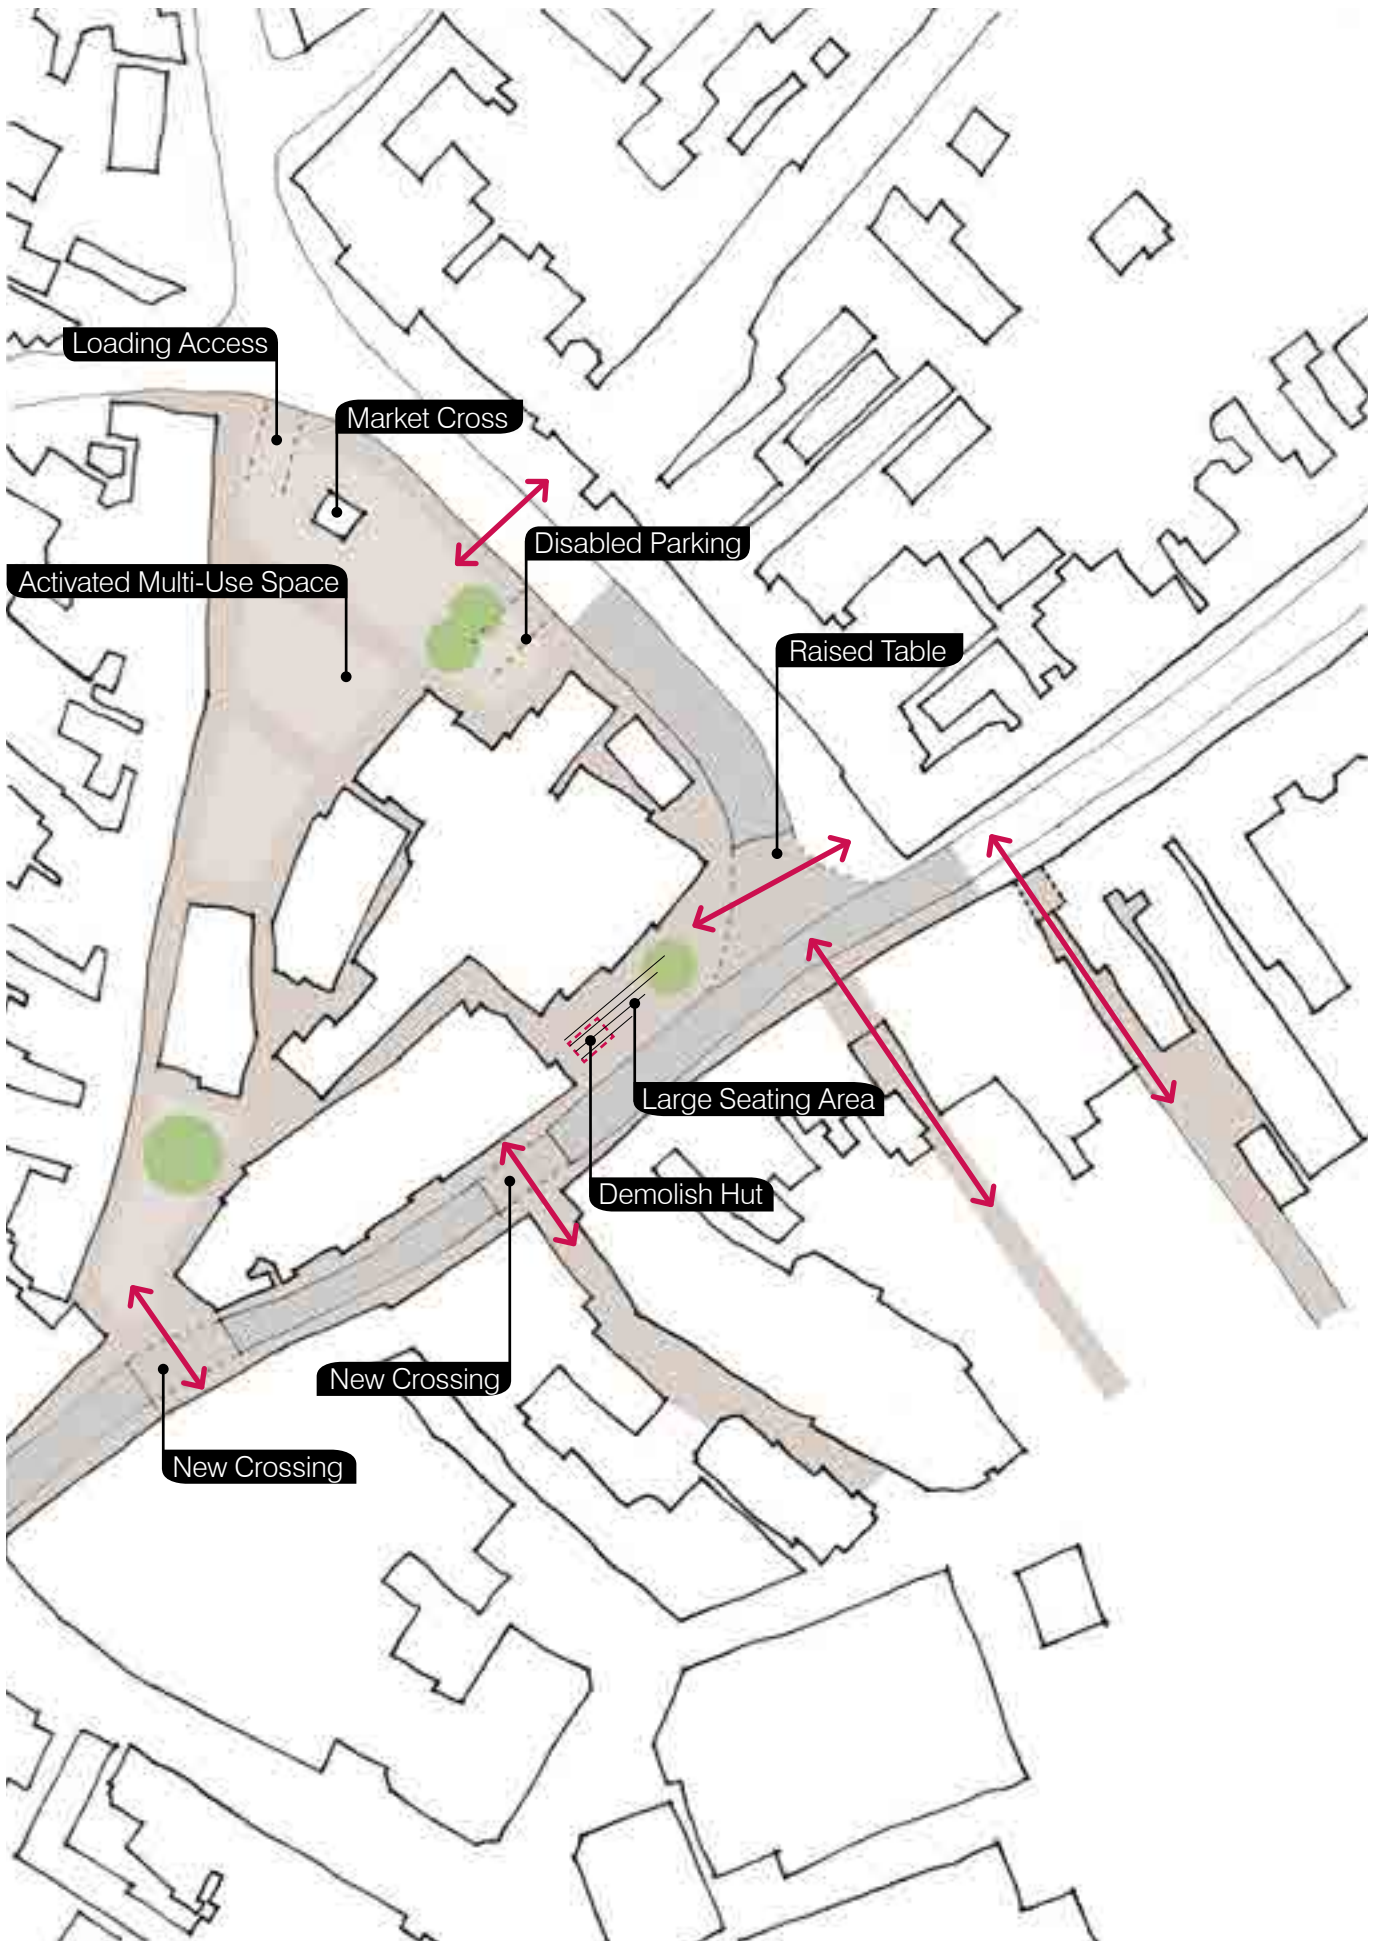 Loading Access
Market Cross
Disabled Parking
Activated Multi-Use Space
Raised Table
Large Seating Area
Demolish Hut
New Crossing
New Crossing